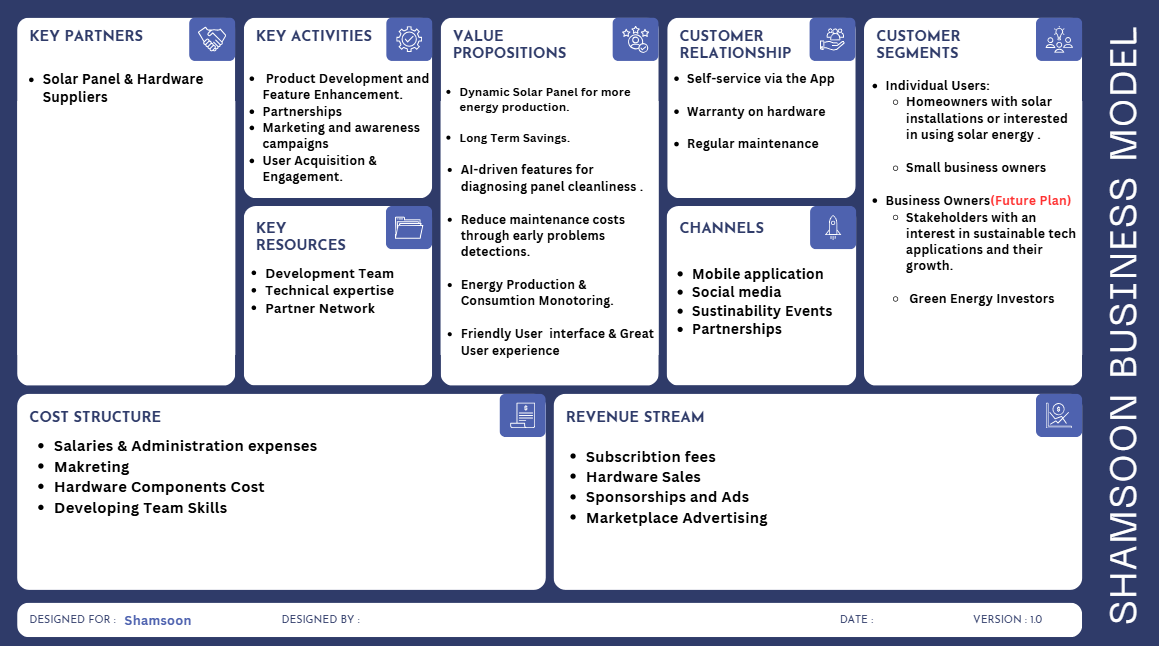 KEY PARTNERS
• Solar Panel & Hardware
Suppliers
KEY ACTIVITIES
• Product Development and
Feature Enhancement.
• Partnerships
• Marketing and awareness
campaigns
• User Acquisition &
Engagement.
KEY
RESOURCES
• Development Team
• Technical expertise
• Partner Network
VALUE
PROPOSITIONS
• Dynamic Solar Panel for more
energy production.
• Long Term Savings.
• AI-driven features for
diagnosing panel cleanliness .
• Reduce maintenance costs
through early problems
detections.
• Energy Production &
Consumtion Monotoring.
• Friendly User interface & Great
User experience
CUSTOMER
RELATIONSHIP
• Self-service via the App
• Warranty on hardware
• Regular maintenance
CHANNELS
• Mobile application
• Social media
• Sustinability Events
• Partnerships
CUSTOMER
SEGMENTS
• Individual Users:
○ Homeowners with solar
installations or interested
in using solar energy .
○ Small business owners
• Business Owners(Future Plan)
○ Stakeholders with an
interest in sustainable tech
applications and their
growth.
○ Green Energy Investors
COST STRUCTURE
• Salaries & Administration expenses
• Makreting
• Hardware Components Cost
• Developing Team Skills
REVENUE STREAM
• Subscribtion fees
• Hardware Sales
• Sponsorships and Ads
• Marketplace Advertising
DESIGNED FOR : Shamsoon
DESIGNED BY :
DATE :
VERSION : 1.0
SHAMSOON BUSINESS MODEL